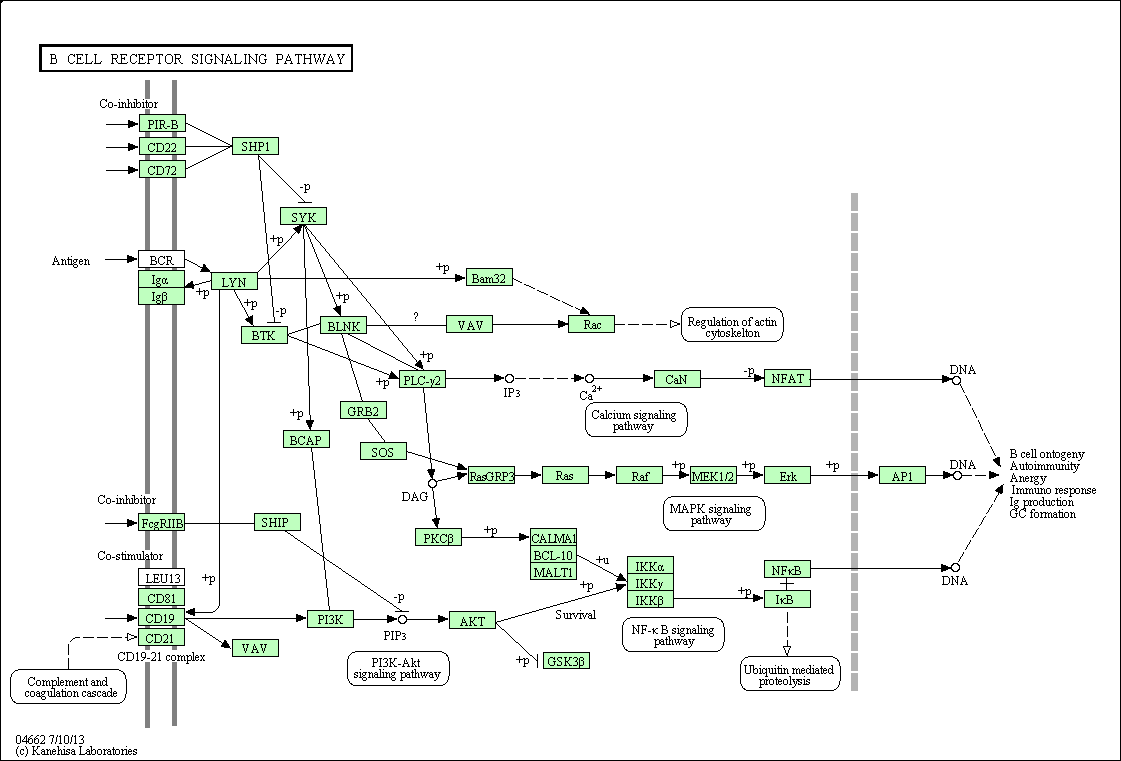 B CELL RECEPTOR SIGNALING PATHWAY
Co-inhibitor
PIR-B
CD22
SHP1
CD72
-p
SYK
+p
Antigen
BCR
Igα
LYN
+p
Bam32
Igβ
+p
+p
-p
+p
BTK
BLNK
?
VAV
Rac
Regulation of actin
cytoskelton
+p
+p
PLC-γ2
IP3
Ca2+
CaN
-p
NFAT
DNA
Calcium signaling
pathway
GRB2
+p
BCAP
SOS
RasGRP3
Ras
Raf
+p
MEK1/2
+p
Erk
+p
AP1
DNA
B cell ontogeny
Autoimmunity
Anergy
Immuno response
Ig production
GC formation
DAG
MAPK signaling
pathway
Co-inhibitor
FcgRIIB
SHIP
PKCβ
+p
CALMA1
BCL-10
MALT1
+u
Co-stimulator
LEU13
+p
CD81
CD19
CD21
CD19-21 complex
VAV
PI3K
-p
PIP3
AKT
+p
Survival
+p
GSK3β
IKKα
IKKγ
IKKβ
+p
NFκB
IκB
DNA
NF-κ B signaling
pathway
PI3K-Akt
signaling pathway
Ubiquitin mediated
proteolysis
Complement and
coagulation cascade
04662 7/10/13
(c) Kanehisa Laboratories